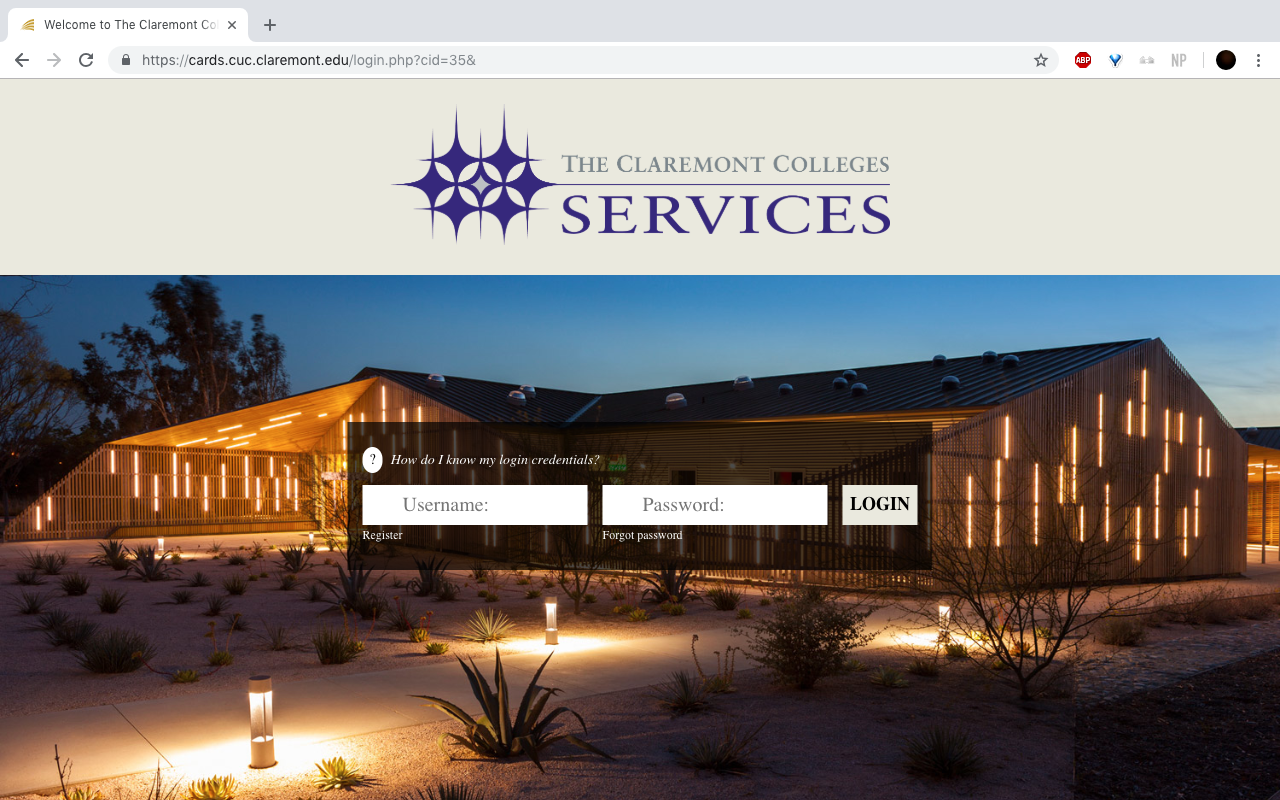 Welcome to The Claremont Co
https://cards.cuc.claremont.edu/login.php?cid=35&
ABP
NP
THE CLAREMONT COLLEGES
SERVICES
? How do I know my login credentials?
Username: Password: LOGIN
Register Forgot password